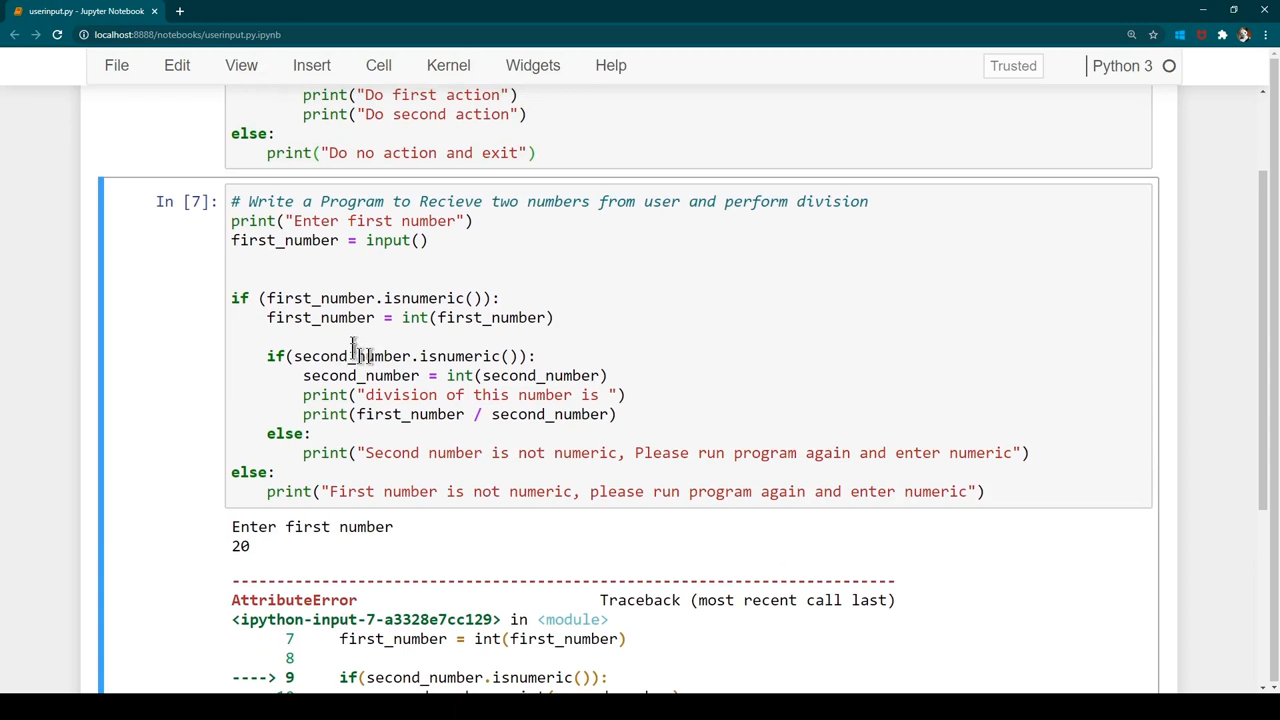 userinput.py - Jupyter Notebook
localhost:8888/notebooks/userinput.py.ipynb
File Edit View Insert Cell Kernel Widgets Help Trusted Python 3
print("Do first action")
print("Do second action")
else:
print("Do no action and exit")
In [7]:
# Write a Program to Recieve two numbers from user and perform division
print("Enter first number")
first_number = input()
if (first_number.isnumeric()):
first_number = int(first_number)
if(second_number.isnumeric()):
second_number = int(second_number)
print("division of this number is ")
print(first_number / second_number)
else:
print("Second number is not numeric, Please run program again and enter numeric")
else:
print("First number is not numeric, please run program again and enter numeric")
Enter first number
20
---------------------------------------------------------------------------
AttributeError Traceback (most recent call last)
<ipython-input-7-a3328e7cc129> in <module>
7 first_number = int(first_number)
8
----> 9 if(second_number.isnumeric()):